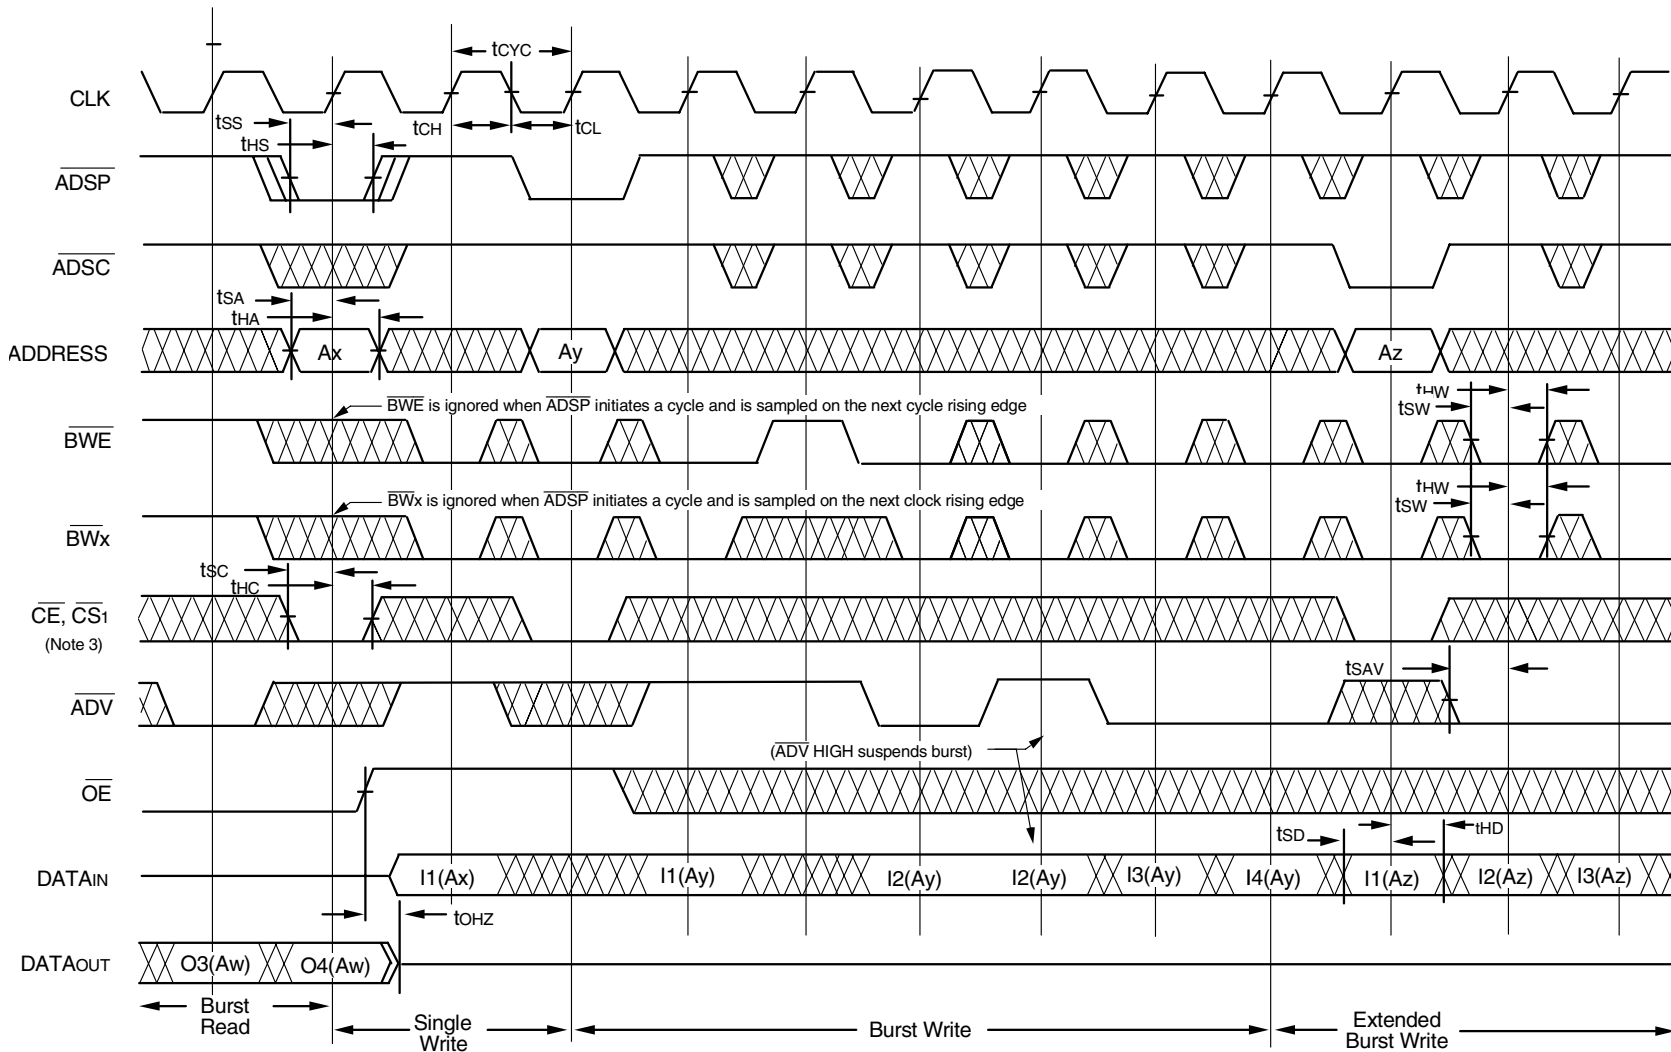 tCYC
CLK
tSS
tHS
tCH
tCL
ADSP
ADSC
tSA
tHA
ADDRESS
Ax
Ay
Az
BWE is ignored when ADSP initiates a cycle and is sampled on the next cycle rising edge
tHW
tSW
BWE
BWx is ignored when ADSP initiates a cycle and is sampled on the next clock rising edge
tHW
tSW
BWx
tSC
tHC
CE, CS1
(Note 3)
tSAV
ADV
(ADV HIGH suspends burst)
OE
tSD
tHD
DATAIN
I1(Ax)
I1(Ay)
I2(Ay)
I2(Ay)
I3(Ay)
I4(Ay)
I1(Az)
I2(Az)
I3(Az)
tOHZ
DATAOUT
O3(Aw)
O4(Aw)
Burst
Read
Single
Write
Burst Write
Extended
Burst Write